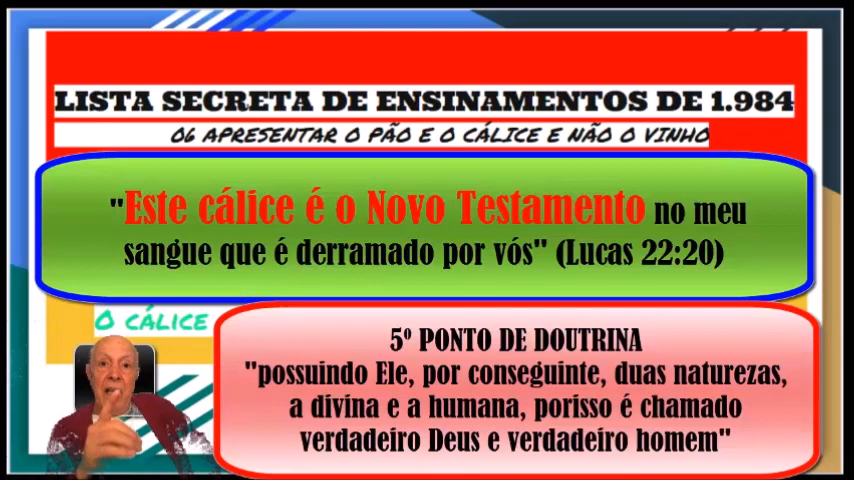 LISTA SECRETA DE ENSINAMENTOS DE 1.984
06 APRESENTAR O PÃO E O CÁLICE E NÃO O VINHO
"Este cálice é o Novo Testamento no meu
sangue que é derramado por vós" (Lucas 22:20)
O CÁLICE
5º PONTO DE DOUTRINA
"possuindo Ele, por conseguinte, duas naturezas,
a divina e a humana, porisso é chamado
verdadeiro Deus e verdadeiro homem"